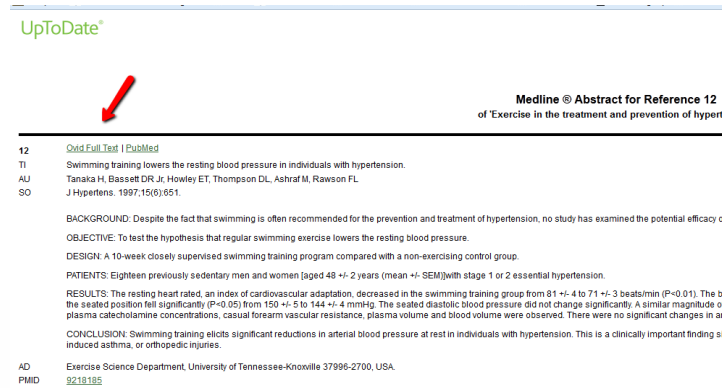 UpToDate®
Medline ® Abstract for Reference 12
of 'Exercise in the treatment and prevention of hypert
12 Ovid Full Text | PubMed
TI Swimming training lowers the resting blood pressure in individuals with hypertension.
AU Tanaka H, Bassett DR Jr, Howley ET, Thompson DL, Ashraf M, Rawson FL
SO J Hypertens. 1997;15(6):651.
BACKGROUND: Despite the fact that swimming is often recommended for the prevention and treatment of hypertension, no study has examined the potential efficacy o
OBJECTIVE: To test the hypothesis that regular swimming exercise lowers the resting blood pressure.
DESIGN: A 10-week closely supervised swimming training program compared with a non-exercising control group.
PATIENTS: Eighteen previously sedentary men and women [aged 48 +/- 2 years (mean +/- SEM)]with stage 1 or 2 essential hypertension.
RESULTS: The resting heart rated, an index of cardiovascular adaptation, decreased in the swimming training group from 81 +/- 4 to 71 +/- 3 beats/min (P<0.01). The b
the seated position fell significantly (P<0.05) from 150 +/- 5 to 144 +/- 4 mmHg. The seated diastolic blood pressure did not change significantly. A similar magnitude o
plasma catecholamine concentrations, casual forearm vascular resistance, plasma volume and blood volume were observed. There were no significant changes in a
CONCLUSION: Swimming training elicits significant reductions in arterial blood pressure at rest in individuals with hypertension. This is a clinically important finding s
induced asthma, or orthopedic injuries.
AD Exercise Science Department, University of Tennessee-Knoxville 37996-2700, USA.
PMID 9218185